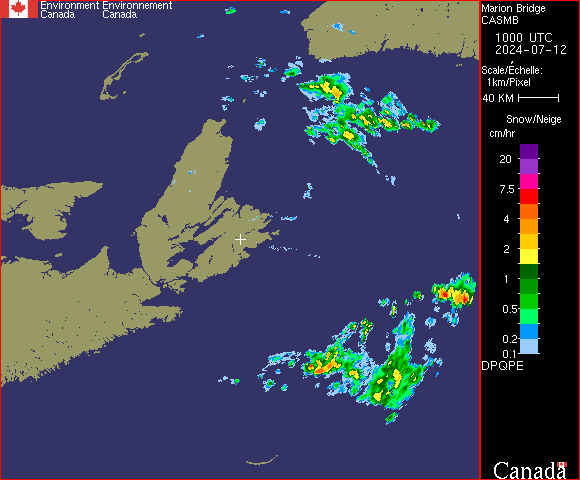 Environment Environnement
Canada Canada
Marion Bridge
CASMB
1000 UTC
2024-07-12
Scale/Echelle:
1km/Pixel
40 KM
Snow/Neige
cm/hr
20
7.5
4
2
1
0.5
0.2
0.1
DPQPE
Canada